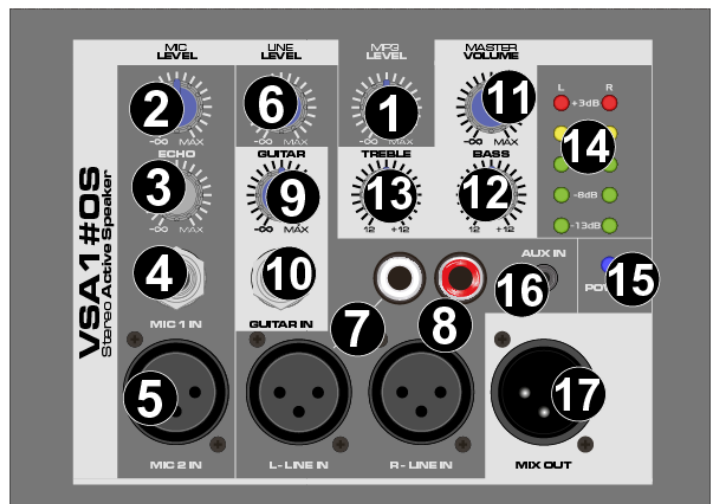 MIC LEVEL
LINE LEVEL
MP3 LEVEL
MASTER VOLUME
2
6
1
11
L R
+3dB
14
-8dB
-13dB
-∞ MAX
-∞ MAX
-∞ MAX
-∞ MAX
ECHO
GUITAR
TREBLE
BASS
3
9
13
12
-∞ MAX
-∞ MAX
12 +12
12 +12
VSA1#0S
Stereo Active Speaker
4
10
AUX IN
16
15
MIC 1 IN
GUITAR IN
7
8
5
17
MIC 2 IN
L - LINE IN
R - LINE IN
MIX OUT